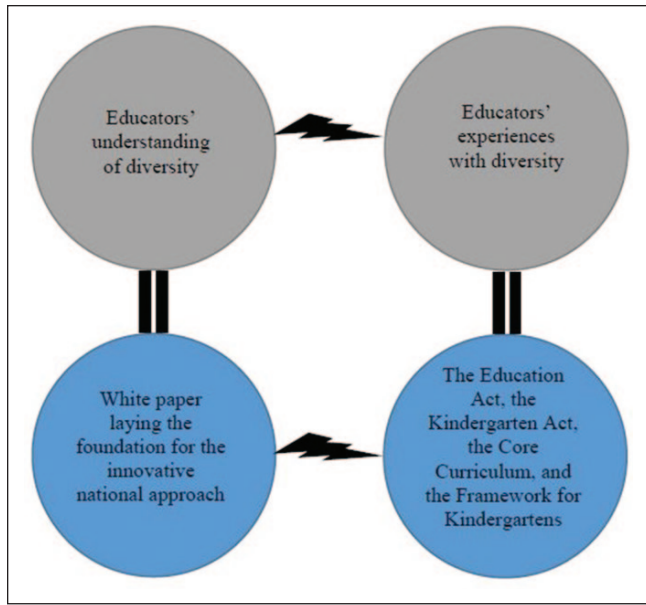 Educators'
understanding
of diversity
Educators'
experiences
with diversity
White paper
laying the
foundation for the
innovative
national approach
The Education
Act, the
Kindergarten Act,
the Core
Curriculum, and
the Framework for
Kindergartens